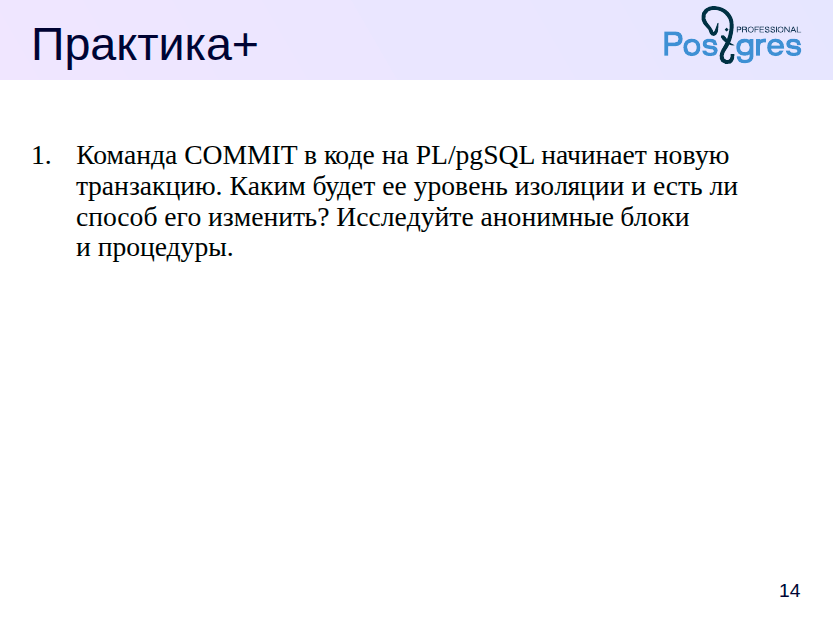 Практика+
PROFESSIONAL
Postgres
1. Команда COMMIT в коде на PL/pgSQL начинает новую
транзакцию. Каким будет ее уровень изоляции и есть ли
способ его изменить? Исследуйте анонимные блоки
и процедуры.
14